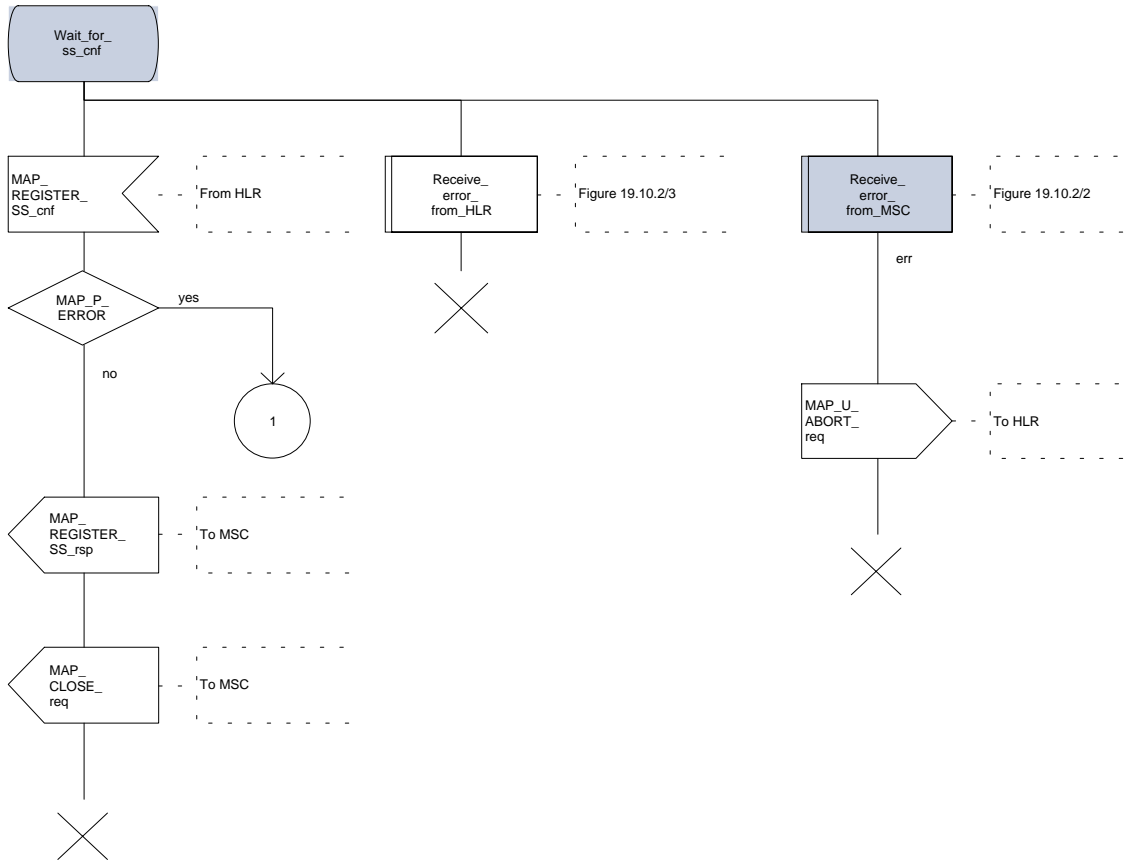 Wait_for_
ss_cnf
MAP_
REGISTER_
SS_cnf
From HLR
Receive_
error_
from_HLR
Figure 19.10.2/3
Receive_
error_
from_MSC
Figure 19.10.2/2
err
MAP_P_
ERROR
yes
no
1
MAP_U_
ABORT_
req
To HLR
MAP_
REGISTER_
SS_rsp
To MSC
MAP_
CLOSE_
req
To MSC